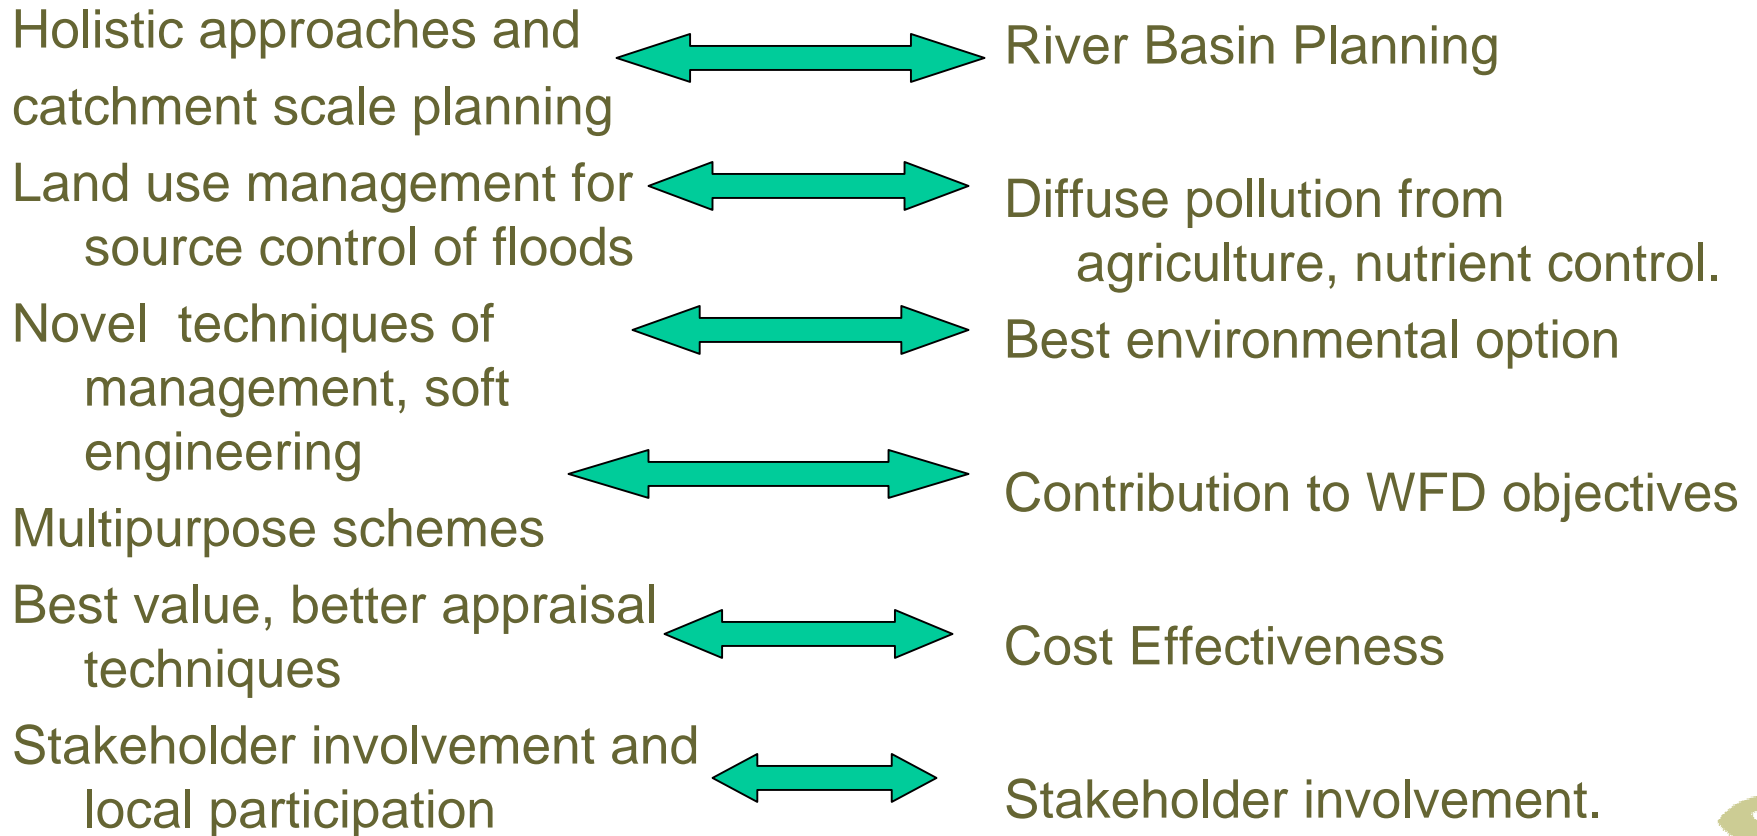 Holistic approaches and
catchment scale planning
Land use management for
source control of floods
Novel techniques of
management, soft
engineering
Multipurpose schemes
Best value, better appraisal
techniques
Stakeholder involvement and
local participation
River Basin Planning
Diffuse pollution from
agriculture, nutrient control.
Best environmental option
Contribution to WFD objectives
Cost Effectiveness
Stakeholder involvement.